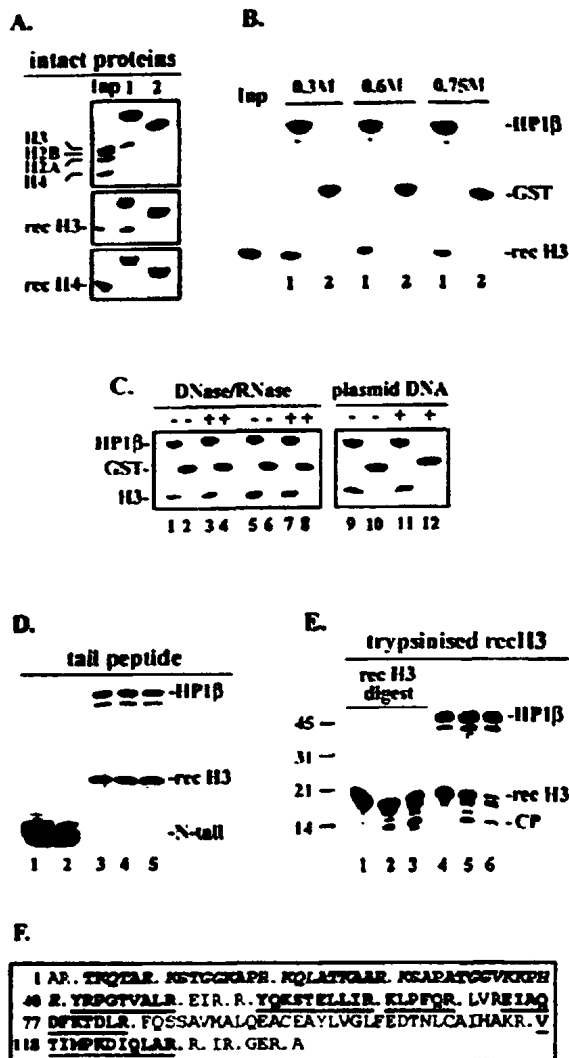 A.
intact proteins
Inp 1 2
H3
H2B
H2A
H4
rec H3-
rec H4-
B.
Inp 0.3M 0.6M 0.75M
-HP1β
-GST
-rec H3
1 2 1 2 1 2
C.
DNase/RNase plasmid DNA
- - + + - - + + - - + +
HP1β-
GST-
H3-
1 2 3 4 5 6 7 8 9 10 11 12
D.
tail peptide
-HP1β
-rec H3
-N-tail
1 2 3 4 5
E.
trypsinised recH3
rec H3
digest
45 -
31 -
21 -
14 -
-HP1β
-rec H3
-CP
1 2 3 4 5 6
F.
1 AR. TKQTAR. KSTGGKAPR. KQLATKAAR. KSAPATGGVKKPH
40 R. YRPGTVALR. EIR. R. YQKSTELLIR. KLPFQR. LVREIAQ
77 DFKTDLR. FQSSAVMALQEACEAYLVGLFEDTNLCAIHAKR. V
118 TIMPKDIQLAR. R. IR. GER. A